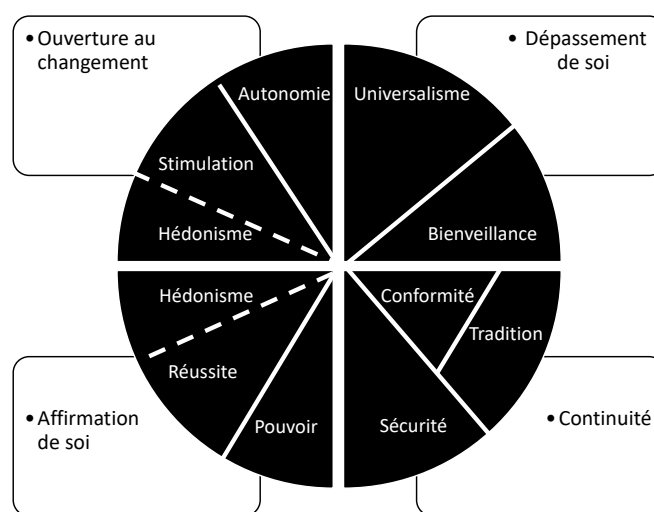 • Ouverture au
changement
• Dépassement
de soi
Autonomie
Universalisme
Stimulation
Hédonisme
Bienveillance
Hédonisme
Conformité
Tradition
Réussite
Pouvoir
Sécurité
• Affirmation
de soi
• Continuité